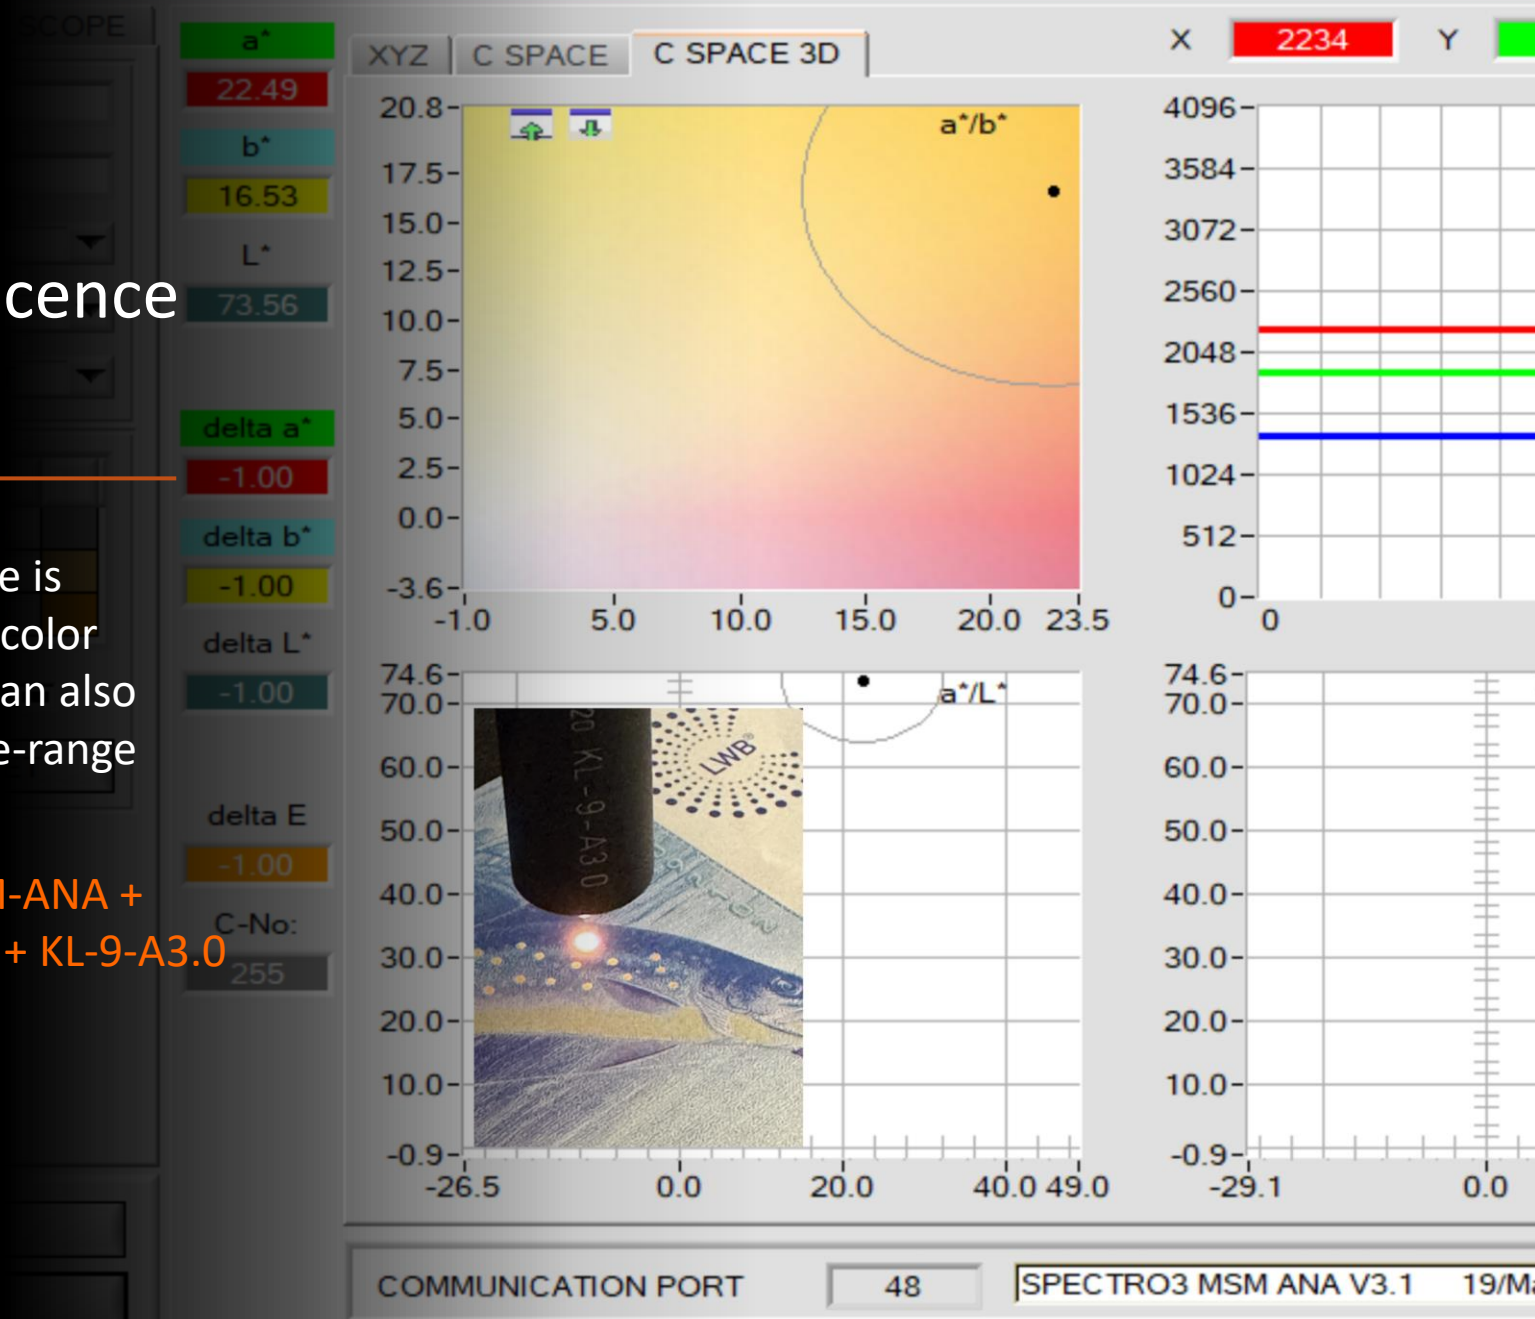 SCOPE
a*
22.49
b*
16.53
L*
73.56
cence
delta a*
-1.00
delta b*
-1.00
e is
color
delta L*
an also
-1.00
e-range
delta E
-1.00
-ANA +
C-No:
+ KL-9-A3.0
255
XYZ C SPACE C SPACE 3D
X 2234 Y
a*/b*
20.8
17.5
15.0
12.5
10.0
7.5
5.0
2.5
0.0
-3.6
-1.0 5.0 10.0 15.0 20.0 23.5
4096
3584
3072
2560
2048
1536
1024
512
0
0
a*/L*
74.6
70.0
60.0
50.0
40.0
30.0
20.0
10.0
-0.9
-26.5 0.0 20.0 40.0 49.0
20 KL-9-A3.0
LWB®
74.6
70.0
60.0
50.0
40.0
30.0
20.0
10.0
-0.9
-29.1 0.0
COMMUNICATION PORT 48 SPECTRO3 MSM ANA V3.1 19/Ma